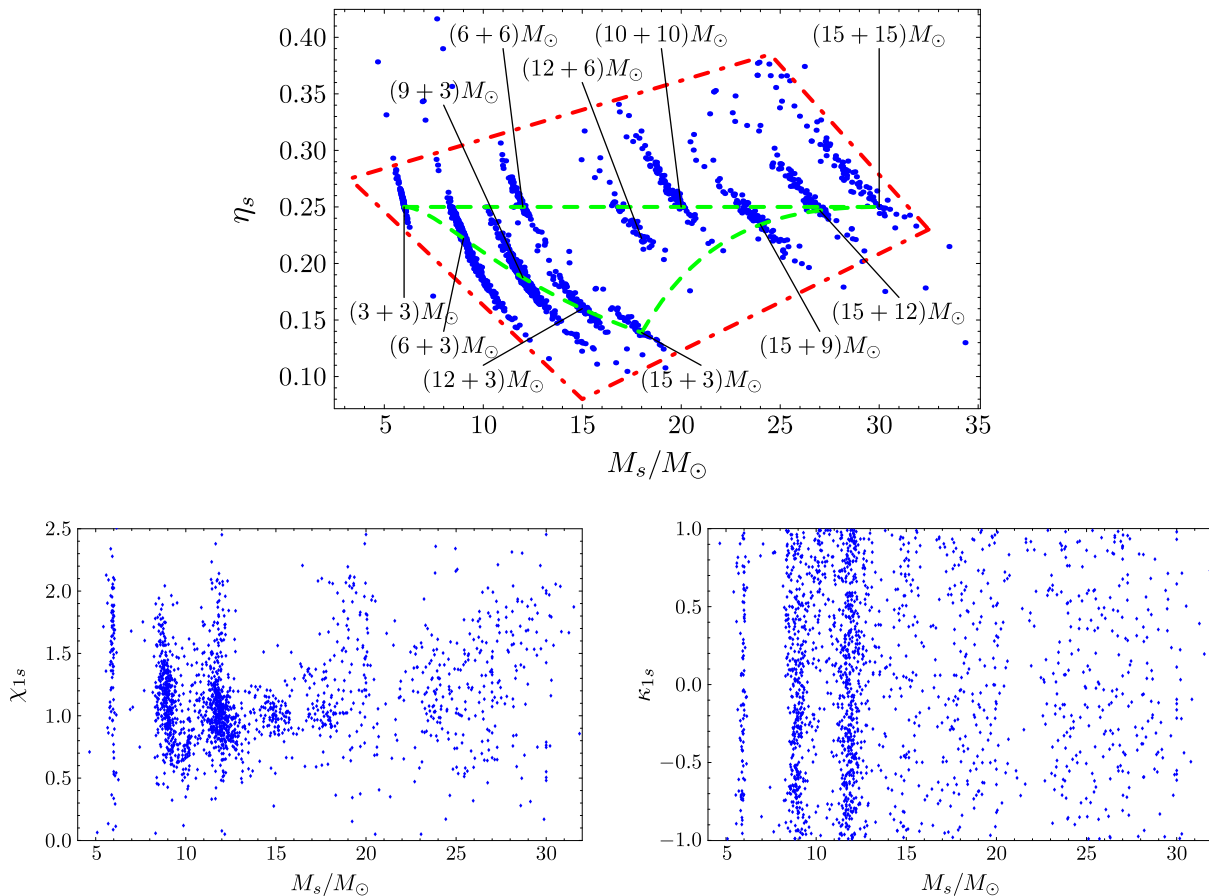 0.40
0.35
0.30
0.25
0.20
0.15
0.10
η_s
(6 + 6)M_⊙
(10 + 10)M_⊙
(15 + 15)M_⊙
(12 + 6)M_⊙
(9 + 3)M_⊙
(3 + 3)M_⊙
(15 + 12)M_⊙
(6 + 3)M_⊙
(15 + 9)M_⊙
(12 + 3)M_⊙
(15 + 3)M_⊙
5 10 15 20 25 30 35
M_s/M_⊙
2.5
2.0
1.5
1.0
0.5
0.0
χ_{1s}
5 10 15 20 25 30
M_s/M_⊙
1.0
0.5
0.0
−0.5
−1.0
κ_{1s}
5 10 15 20 25 30
M_s/M_⊙